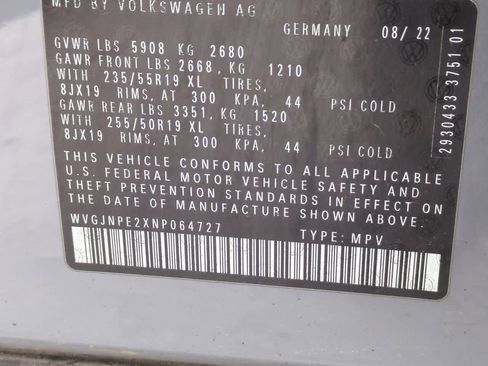 MFD BY VOLKSWAGEN AG
GERMANY 08/ 22
GVWR LBS 5908 KG 2680
GAWR FRONT LBS 2668, KG 1210
WITH 235/55R19 XL TIRES,
8JX19 RIMS, AT 300 KPA, 44 PSI COLD
GAWR REAR LBS 3351, KG 1520
WITH 255/50R19 XL TIRES,
8JX19 RIMS, AT 300 KPA, 44 PSI COLD
THIS VEHICLE CONFORMS TO ALL APPLICABLE
U.S. FEDERAL MOTOR VEHICLE SAFETY AND
THEFT PREVENTION STANDARDS IN EFFECT ON
THE DATE OF MANUFACTURE SHOWN ABOVE.
WVGJNPE2XNP064727 TYPE: MPV
2930433 3751 01